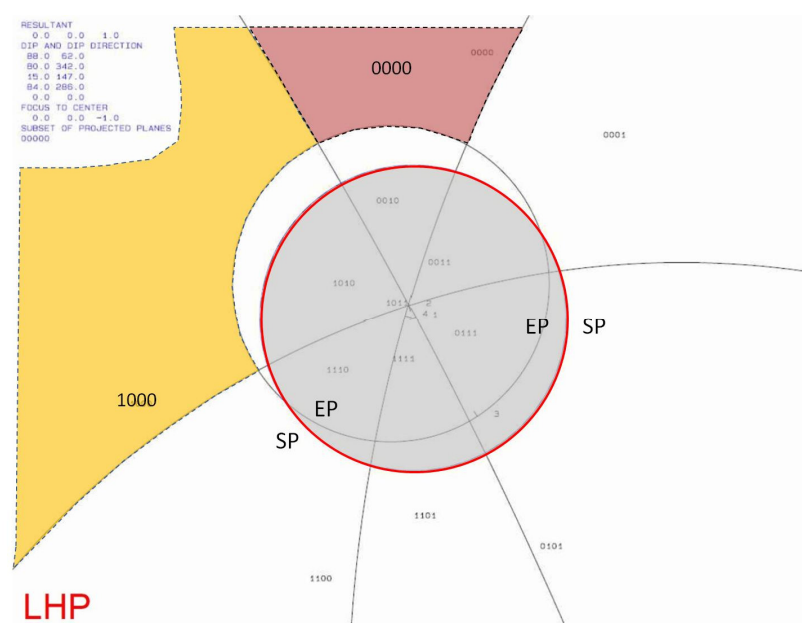 RESULTANT
0.0 0.0 1.0
DIP AND DIP DIRECTION
88.0 62.0
80.0 342.0
15.0 147.0
84.0 286.0
0.0 0.0
FOCUS TO CENTER
0.0 0.0 -1.0
SUBSET OF PROJECTED PLANES
00000
0000
0000
0001
0010
0011
1010
1011 2
4 1
0111
EP
SP
1111
1110
1000
EP
3
SP
1101
0101
1100
LHP